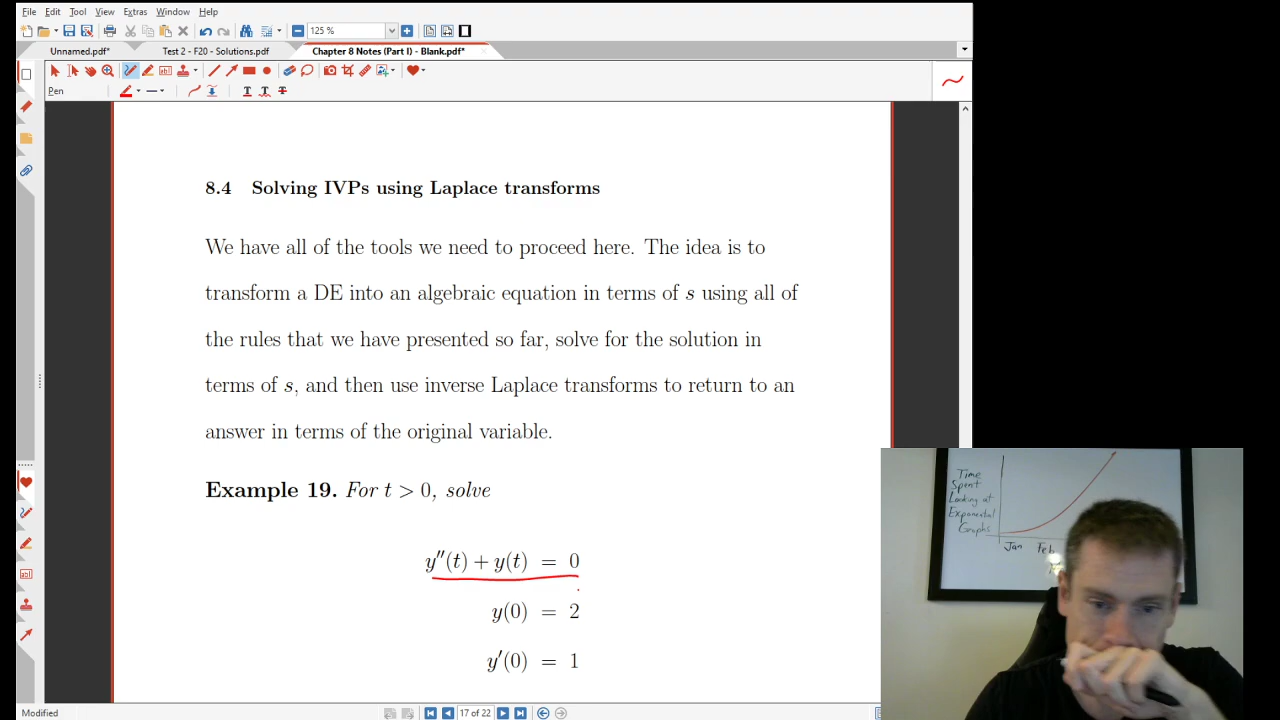 File Edit Tool View Extras Window Help
125 %
Unnamed.pdf* Test 2 - F20 - Solutions.pdf Chapter 8 Notes (Part I) - Blank.pdf*
Pen
8.4 Solving IVPs using Laplace transforms
We have all of the tools we need to proceed here. The idea is to
transform a DE into an algebraic equation in terms of s using all of
the rules that we have presented so far, solve for the solution in
terms of s, and then use inverse Laplace transforms to return to an
answer in terms of the original variable.
Example 19. For t > 0, solve
y″(t) + y(t) = 0
y(0) = 2
y′(0) = 1
Time
Spent
Looking at
Exponential
Graphs
Jan Feb
Modified
17 of 22